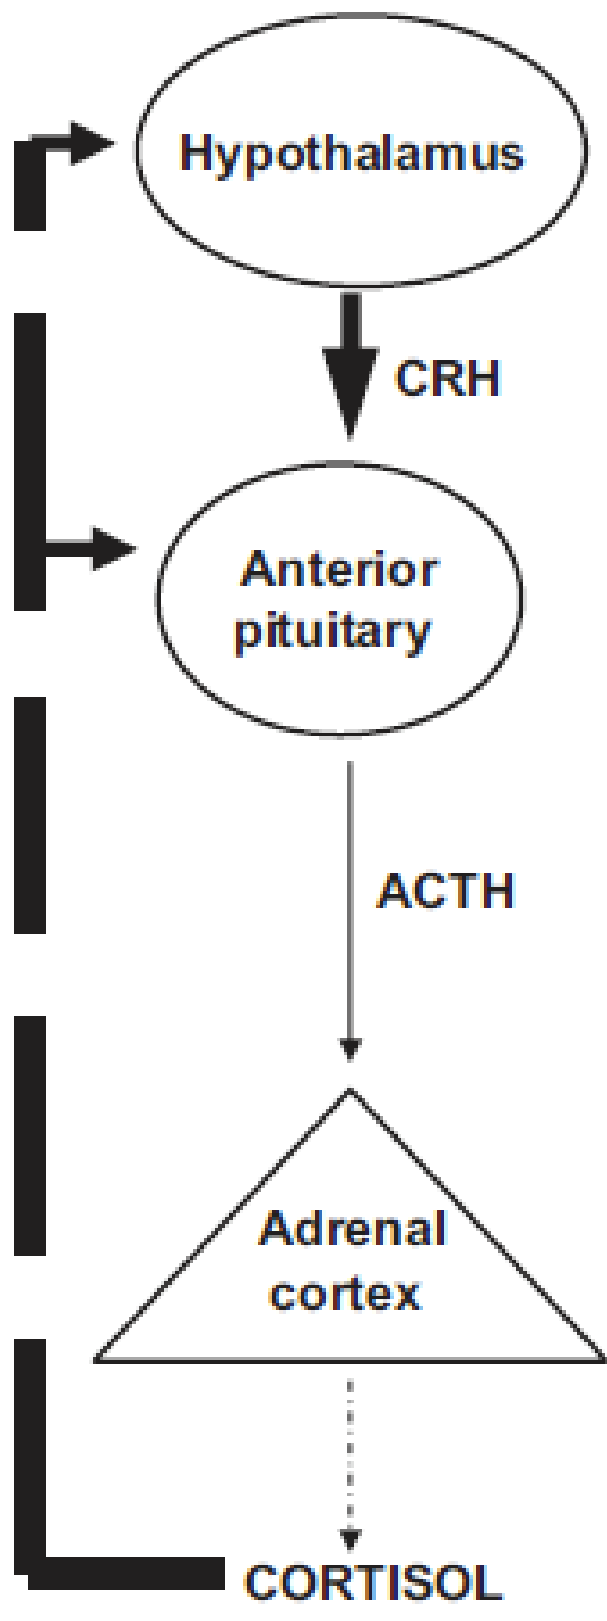 Hypothalamus
CRH
Anterior
pituitary
ACTH
Adrenal
cortex
CORTISOL